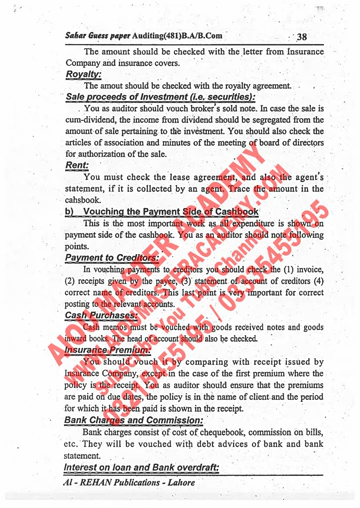 Sahar Guess paper Auditing(481)B.A/B.Com 38
The amount should be checked with the letter from Insurance
Company and insurance covers.
Royalty:
The amout should be checked with the royalty agreement.
Sale proceeds of Investment (i.e. securities):
You as auditor should vouch broker's sold note. In case the sale is
cum-dividend, the income from dividend should be segregated from the
amount of sale pertaining to the investment. You should also check the
articles of association and minutes of the meeting of board of directors
for authorization of the sale.
Rent:
You must check the lease agreement, and also the agent's
statement, if it is collected by an agent. Trace the amount in the
cahsbook.
b) Vouching the Payment Side of Cashbook
This is the most important work as all expenditure is shown on
payment side of the cashbook. You as an auditor should note following
points.
Payment to Creditors:
In vouching payments to creditors you should check the (1) invoice,
(2) receipts given by the payee, (3) statement of account of creditors (4)
correct name of creditors. This last point is very important for correct
posting to the relevant accounts.
Cash Purchases:
Cash memos must be vouched with goods received notes and goods
inward book. The head of account should also be checked.
Insurance Premium:
You should vouch it by comparing with receipt issued by
Insurance Company, except in the case of the first premium where the
policy is the receipt. You as auditor should ensure that the premiums
are paid on due dates, the policy is in the name of client and the period
for which it has been paid is shown in the receipt.
Bank Charges and Commission:
Bank charges consist of cost of chequebook, commission on bills,
etc. They will be vouched with debt advices of bank and bank
statement.
Interest on loan and Bank overdraft:
Al - REHAN Publications - Lahore